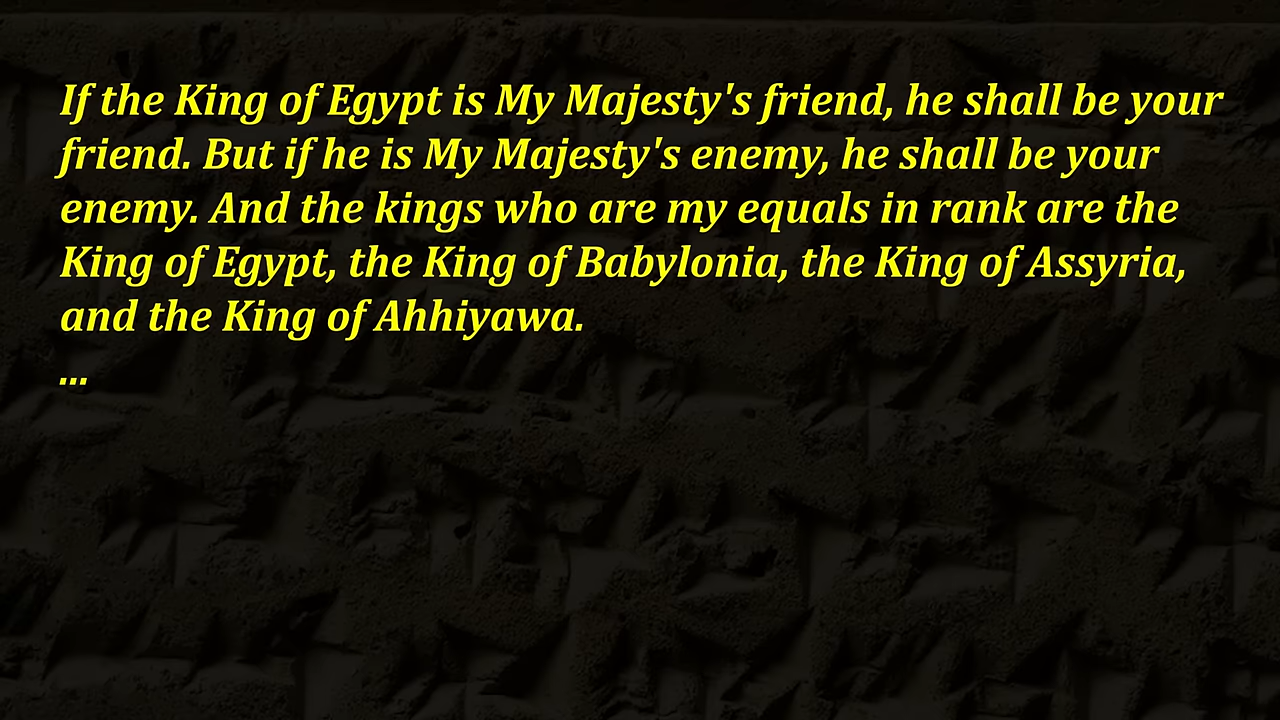 If the King of Egypt is My Majesty's friend, he shall be your
friend. But if he is My Majesty's enemy, he shall be your
enemy. And the kings who are my equals in rank are the
King of Egypt, the King of Babylonia, the King of Assyria,
and the King of Ahhiyawa.
...